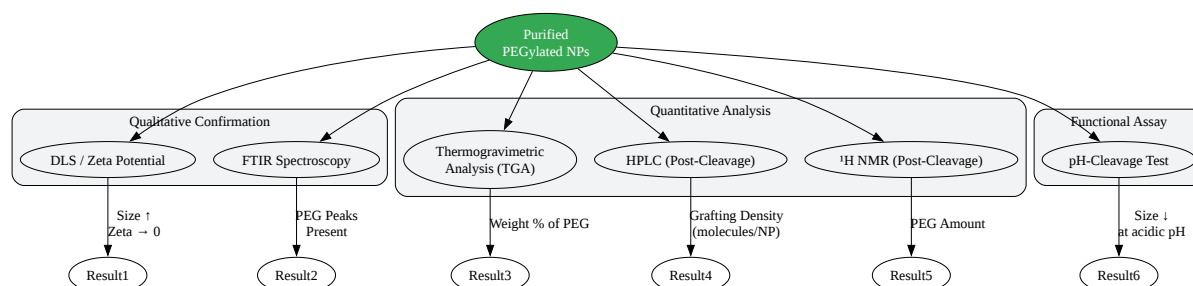 Purified
PEGylated NPs
Qualitative Confirmation
Quantitative Analysis
Functional Assay
DLS / Zeta Potential
FTIR Spectroscopy
Thermogravimetric
Analysis (TGA)
HPLC (Post-Cleavage)
¹H NMR (Post-Cleavage)
pH-Cleavage Test
Size ↑
Zeta → 0
PEG Peaks
Present
Weight % of PEG
Grafting Density
(molecules/NP)
PEG Amount
Size ↓
at acidic pH
Result1
Result2
Result3
Result4
Result5
Result6